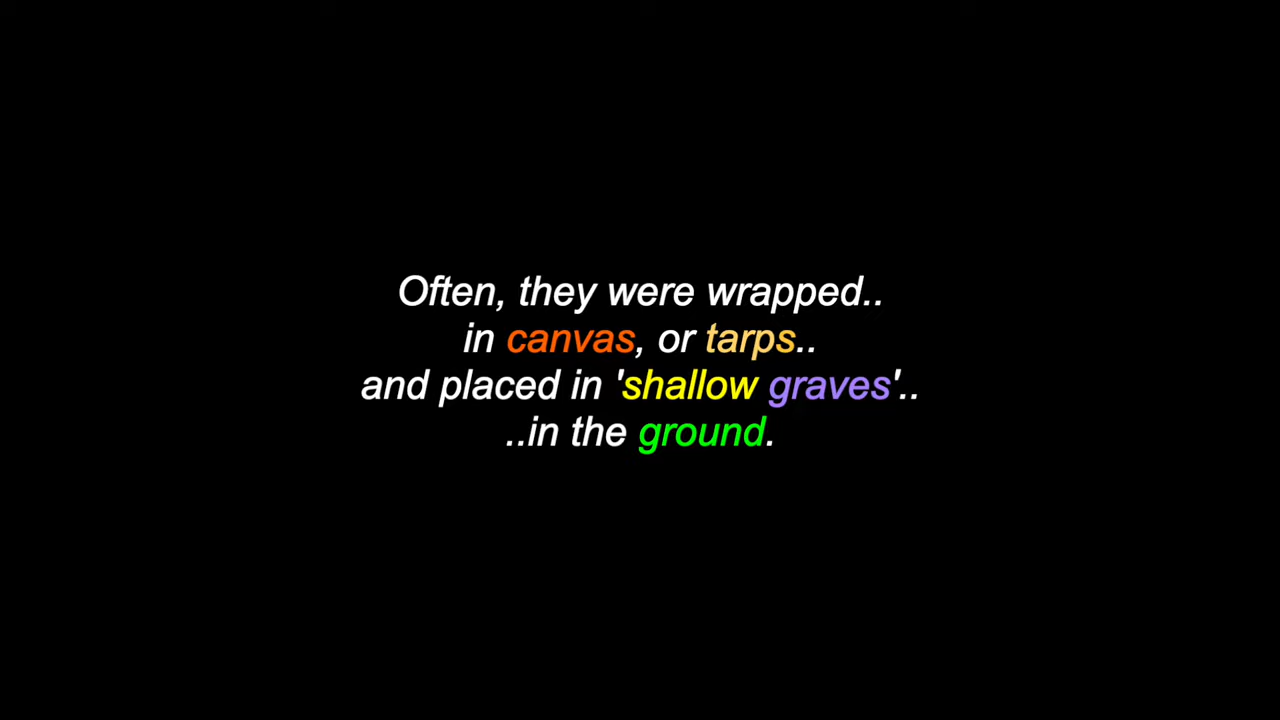 Often, they were wrapped..
in canvas, or tarps..
and placed in 'shallow graves'..
..in the ground.